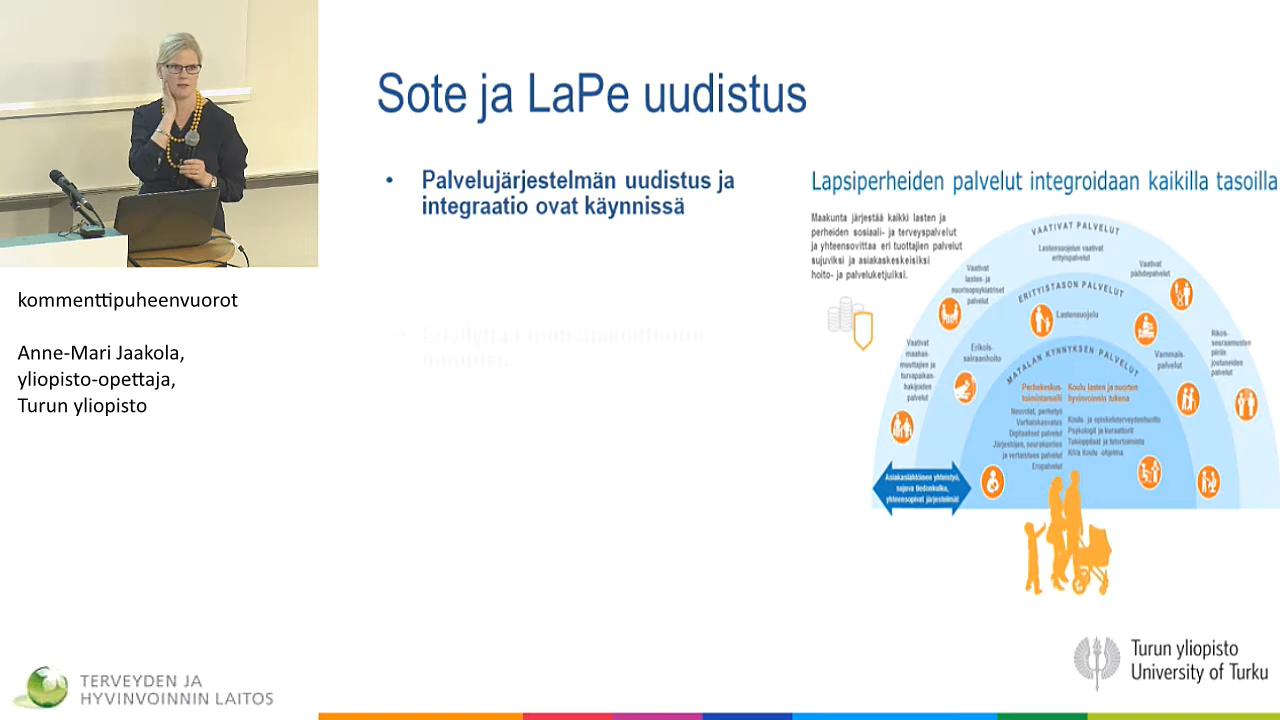 kommenttipuheenvuorot
Anne-Mari Jaakola,
yliopisto-opettaja,
Turun yliopisto
TERVEYDEN JA
HYVINVOINNIN LAITOS
Sote ja LaPe uudistus
• Palvelujärjestelmän uudistus ja
integraatio ovat käynnissä
Lapsiperheiden palvelut integroidaan kaikilla tasoilla
Maakunta järjestää kaikki lasten ja
perheiden sosiaali- ja terveyspalvelut
ja yhteensovittaa eri tuottajien palvelut
sujuviksi ja asiakaskeskeisiksi
hoito- ja palveluketjuiksi.
VAATIVAT PALVELUT
Lastensuojelun vaativat
erityispalvelut
Vaativat
lasten- ja
nuorisopsykiatriset
palvelut
Vaativat
päihdepalvelut
ERITYISTASON PALVELUT
Lastensuojelu
Vaativat
maahan-
muuttajien ja
turvapaikan-
hakijoiden
palvelut
Erikois-
sairaanhoito
Vammais-
palvelut
Rikos-
seuraamusten
piiriin
joutuneiden
palvelut
MATALAN KYNNYKSEN PALVELUT
Perhekeskus-
toimintamalli
Neuvolat, perhetyö
Varhaiskasvatus
Digitaaliset palvelut
Järjestöjen, seurakuntien
ja vertaistuen palvelut
Eropalvelut
Koulu lasten ja nuorten
hyvinvoinnin tukena
Koulu- ja opiskeluterveydenhuolto
Psykologit ja kuraattorit
Tukioppilaat ja tutortoiminta
KiVa Koulu -ohjelma
Asiakaslähtöinen yhteistyö,
sujuva tiedonkulku,
yhteensopivat järjestelmät
Turun yliopisto
University of Turku